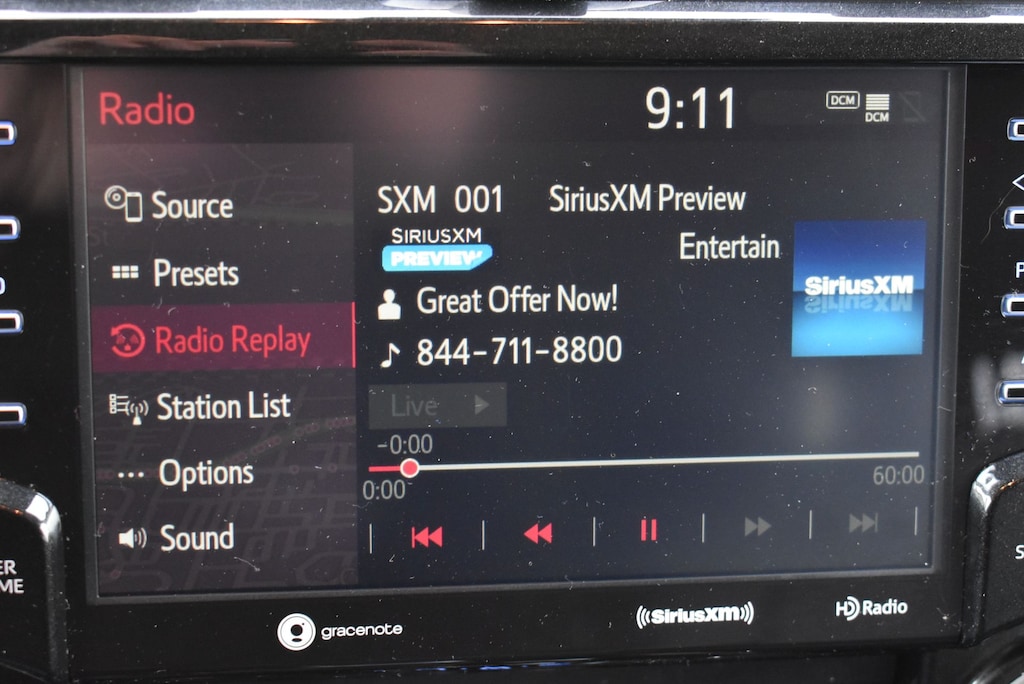 Radio
9:11
DCM
DCM
Source
Presets
Radio Replay
Station List
Options
Sound
SXM 001
SiriusXM Preview
SIRIUSXM
PREVIEW
Entertain
SiriusXM
Great Offer Now!
844-711-8800
Live
-0:00
0:00
60:00
gracenote
SiriusXM
HD Radio